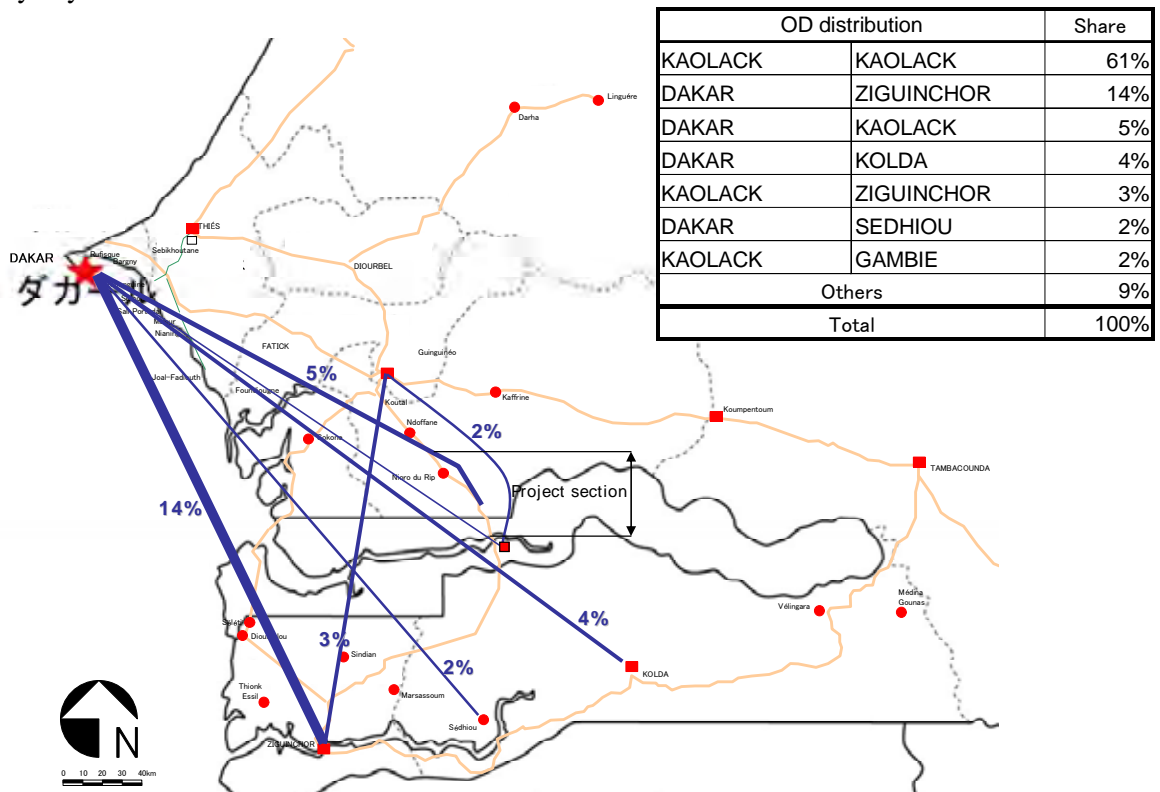 OD distribution Share
KAOLACK KAOLACK 61%
DAKAR ZIGUINCHOR 14%
DAKAR KAOLACK 5%
DAKAR KOLDA 4%
KAOLACK ZIGUINCHOR 3%
DAKAR SEDHIOU 2%
KAOLACK GAMBIE 2%
Others 9%
Total 100%
Linguère
Darha
THIÈS
Sebikhoutane
DAKAR
Rufisque
Bargny
DIOURBEL
ダカール
Nianing
FATICK
Guinguinéo
Joal-Fadiouth
Foundiougne
5%
Kaffrine
Koutal
Koumpentoum
Ndoffane
2%
Sokone
TAMBACOUNDA
Nioro du Rip
Project section
14%
Vélingara
Médina
Gounas
4%
3%
Sindian
2%
KOLDA
Thionk
Essil
Marsassoum
Sédhiou
ZIGUINCHOR
N
0 10 20 30 40km